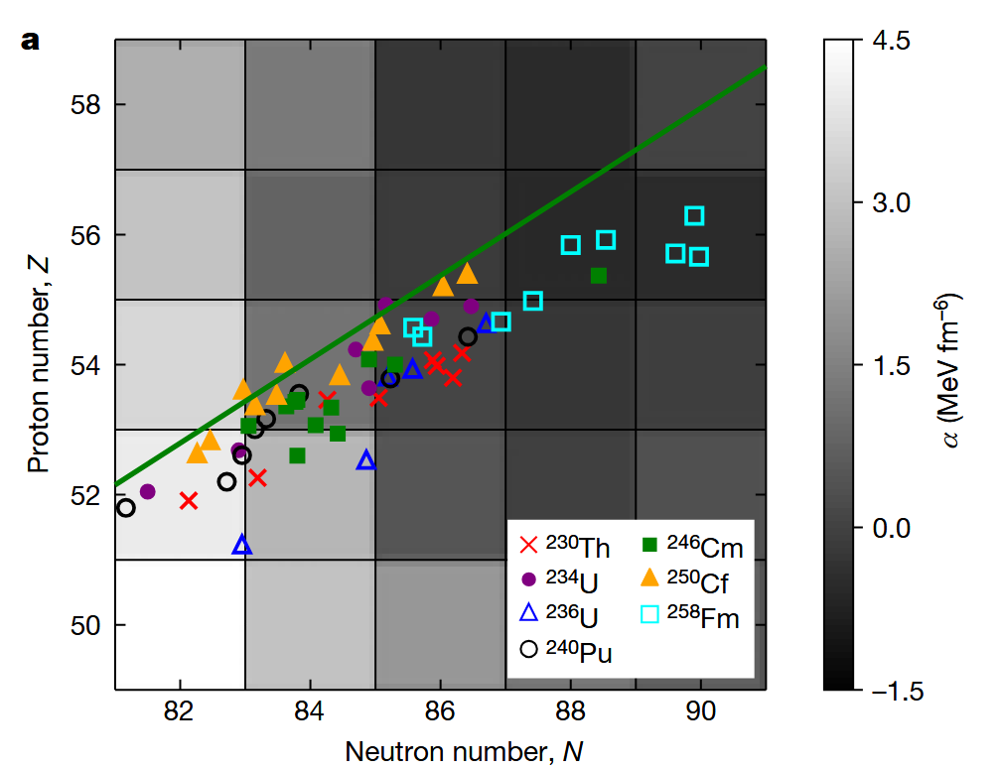 a
4.5
3.0
1.5
0.0
−1.5
α (MeV fm⁻⁶)
58
56
54
52
50
Proton number, Z
82 84 86 88 90
Neutron number, N
²³⁰Th ²⁴⁶Cm
²³⁴U ²⁵⁰Cf
²³⁶U ²⁵⁸Fm
²⁴⁰Pu